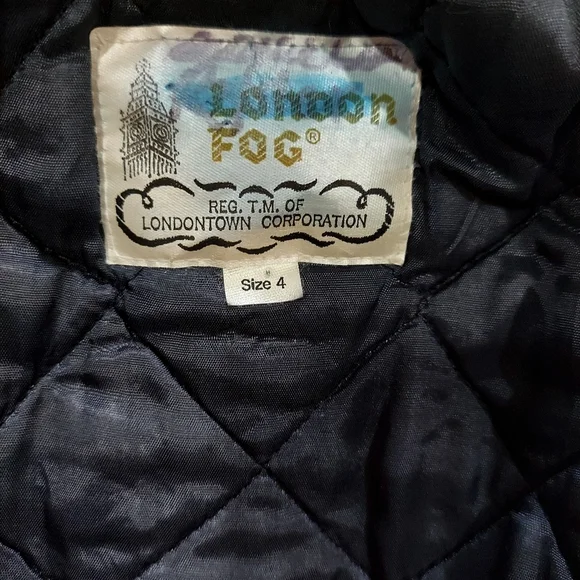 London
FOG®
REG. T.M. OF
LONDONTOWN CORPORATION
Size 4